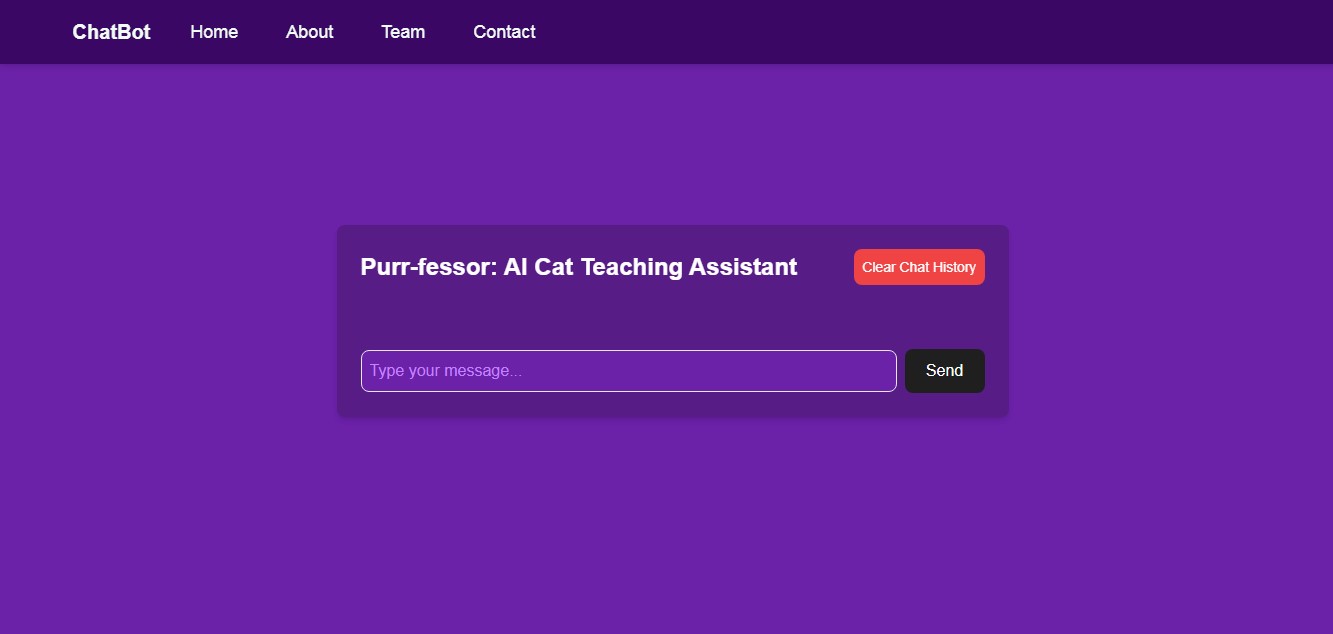 ChatBot Home About Team Contact
Purr-fessor: AI Cat Teaching Assistant Clear Chat History
Type your message... Send